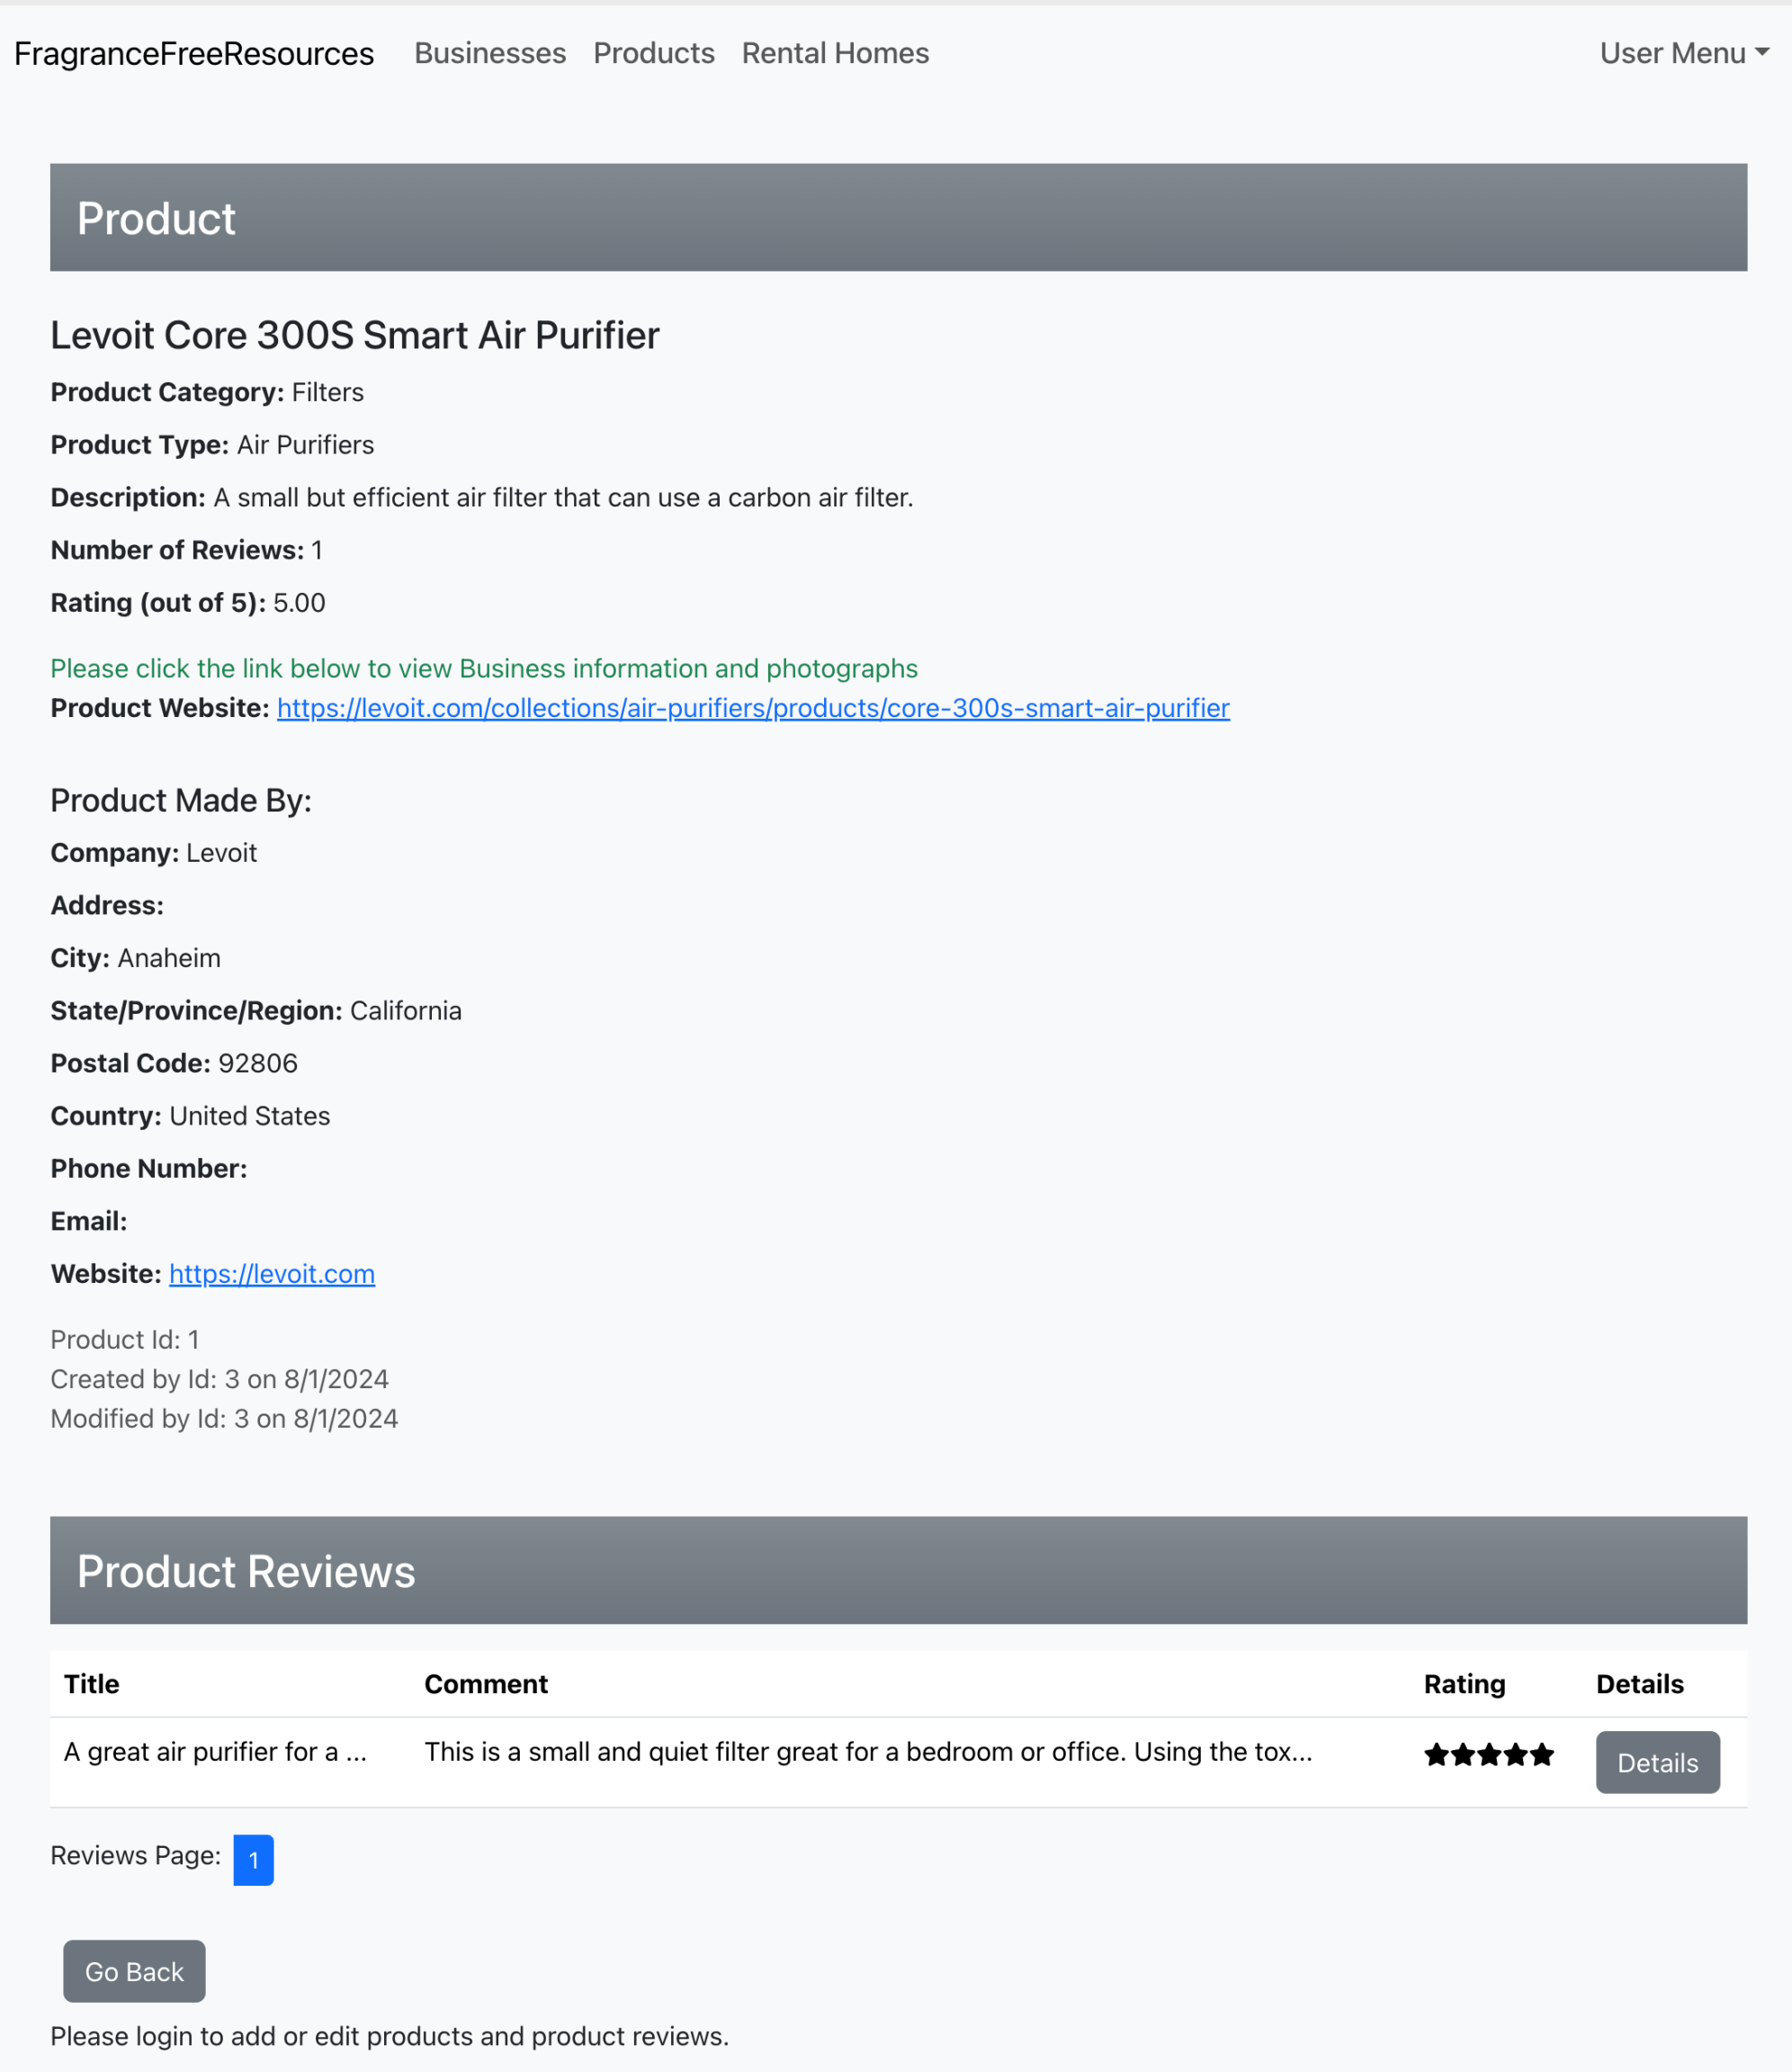 FragranceFreeResources Businesses Products Rental Homes User Menu
Product
Levoit Core 300S Smart Air Purifier
Product Category: Filters
Product Type: Air Purifiers
Description: A small but efficient air filter that can use a carbon air filter.
Number of Reviews: 1
Rating (out of 5): 5.00
Please click the link below to view Business information and photographs
Product Website: https://levoit.com/collections/air-purifiers/products/core-300s-smart-air-purifier
Product Made By:
Company: Levoit
Address:
City: Anaheim
State/Province/Region: California
Postal Code: 92806
Country: United States
Phone Number:
Email:
Website: https://levoit.com
Product Id: 1
Created by Id: 3 on 8/1/2024
Modified by Id: 3 on 8/1/2024
Product Reviews
Title Comment Rating Details
A great air purifier for a ... This is a small and quiet filter great for a bedroom or office. Using the tox... Details
Reviews Page: 1
Go Back
Please login to add or edit products and product reviews.